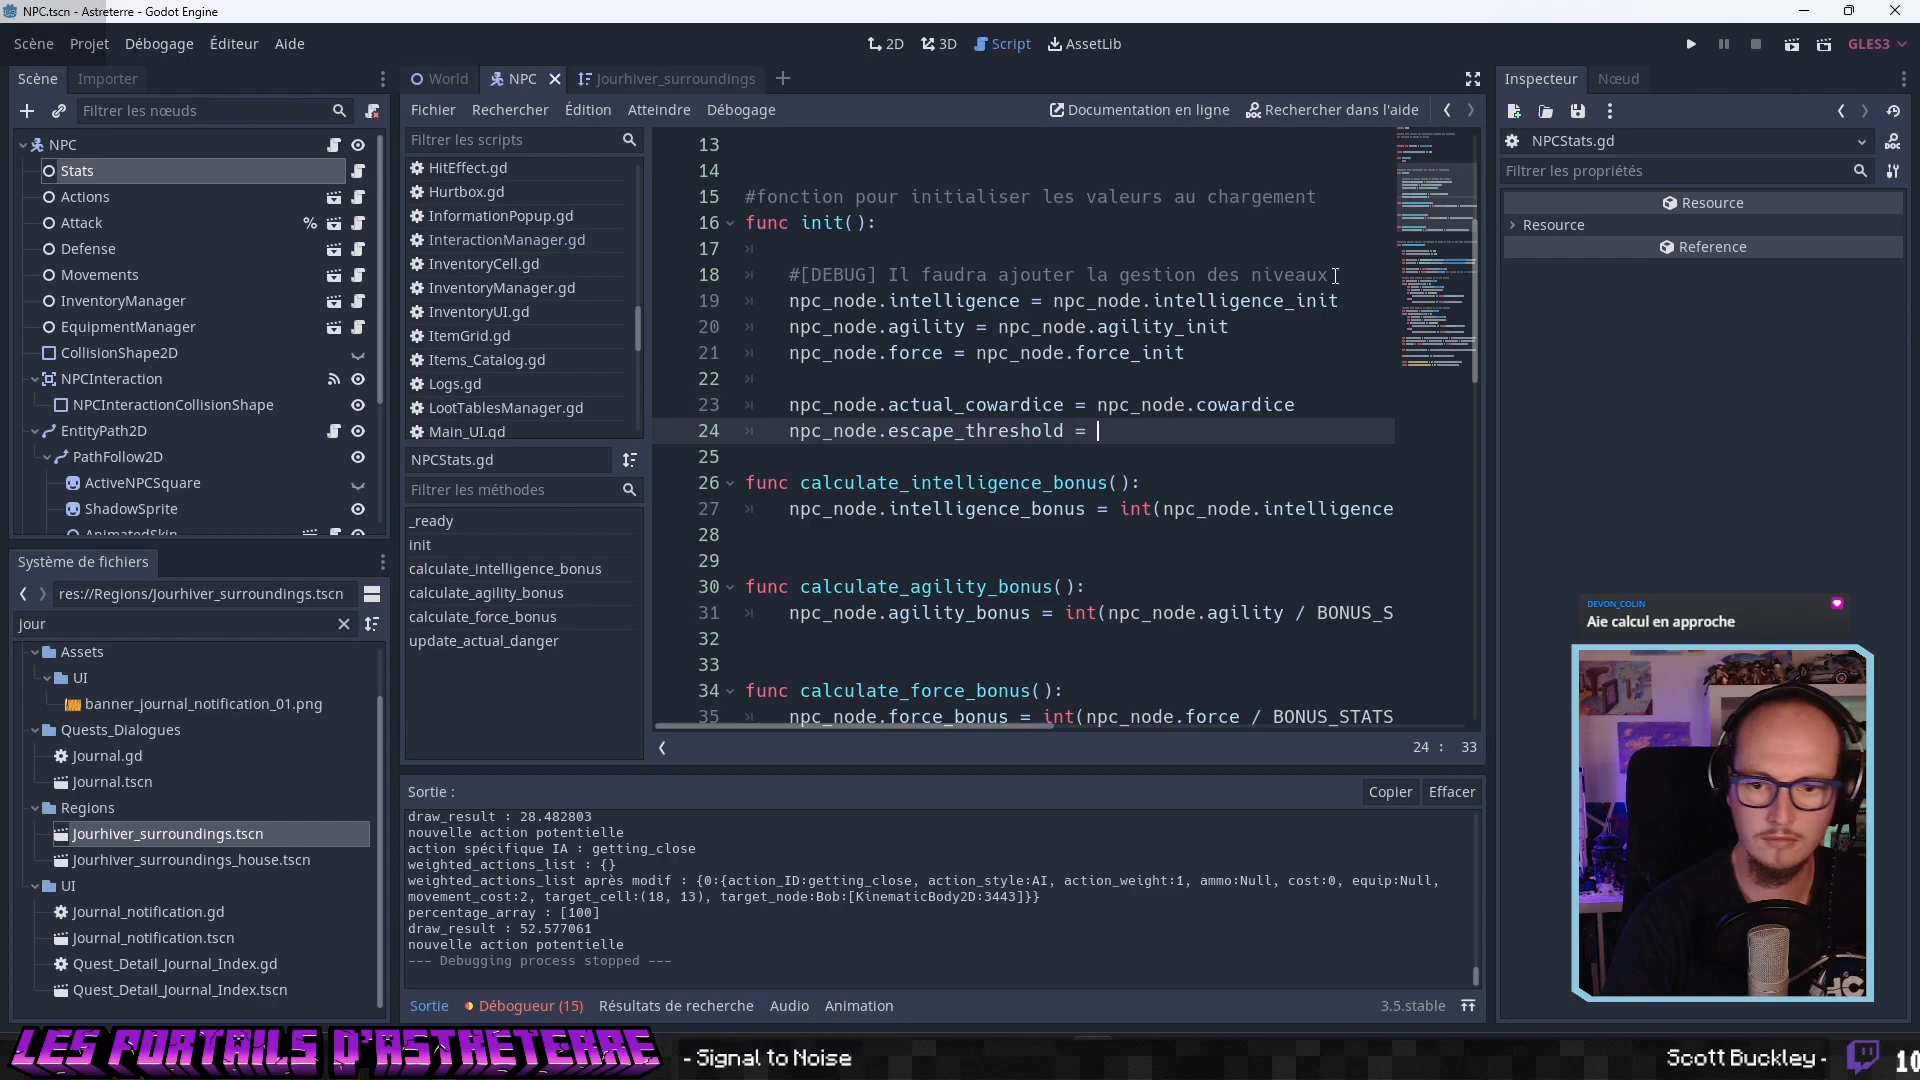 NPC.tscn - Astreterre - Godot Engine
Scène Projet Débogage Éditeur Aide
2D 3D Script AssetLib
GLES3
Scène Importer
Filtrer les nœuds
NPC
Stats
Actions
Attack %
Defense
Movements
InventoryManager
EquipmentManager
CollisionShape2D
NPCInteraction
NPCInteractionCollisionShape
EntityPath2D
PathFollow2D
ActiveNPCSquare
ShadowSprite
AnimatedSkin
Système de fichiers
res://Regions/Jourhiver_surroundings.tscn
jour
Assets
UI
banner_journal_notification_01.png
Quests_Dialogues
Journal.gd
Journal.tscn
Regions
Jourhiver_surroundings.tscn
Jourhiver_surroundings_house.tscn
UI
Journal_notification.gd
Journal_notification.tscn
Quest_Detail_Journal_Index.gd
Quest_Detail_Journal_Index.tscn
World NPC Jourhiver_surroundings
Fichier Rechercher Édition Atteindre Débogage
Documentation en ligne Rechercher dans l'aide
Filtrer les scripts
HitEffect.gd
Hurtbox.gd
InformationPopup.gd
InteractionManager.gd
InventoryCell.gd
InventoryManager.gd
InventoryUI.gd
ItemGrid.gd
Items_Catalog.gd
Logs.gd
LootTablesManager.gd
Main_UI.gd
NPCStats.gd
Filtrer les méthodes
_ready
init
calculate_intelligence_bonus
calculate_agility_bonus
calculate_force_bonus
update_actual_danger
13
14
15 #fonction pour initialiser les valeurs au chargement
16 func init():
17
18 #[DEBUG] Il faudra ajouter la gestion des niveaux
19 npc_node.intelligence = npc_node.intelligence_init
20 npc_node.agility = npc_node.agility_init
21 npc_node.force = npc_node.force_init
22
23 npc_node.actual_cowardice = npc_node.cowardice
24 npc_node.escape_threshold =
25
26 func calculate_intelligence_bonus():
27 npc_node.intelligence_bonus = int(npc_node.intelligence
28
29
30 func calculate_agility_bonus():
31 npc_node.agility_bonus = int(npc_node.agility / BONUS_S
32
33
34 func calculate_force_bonus():
35 npc_node.force_bonus = int(npc_node.force / BONUS_STATS
24 : 33
Sortie :
Copier Effacer
draw_result : 28.482803
nouvelle action potentielle
action spécifique IA : getting_close
weighted_actions_list : {}
weighted_actions_list après modif : {0:{action_ID:getting_close, action_style:AI, action_weight:1, ammo:Null, cost:0, equip:Null,
movement_cost:2, target_cell:(18, 13), target_node:Bob:[KinematicBody2D:3443]}}
percentage_array : [100]
draw_result : 52.577061
nouvelle action potentielle
--- Debugging process stopped ---
Sortie Débogueur (15) Résultats de recherche Audio Animation
3.5.stable
Inspecteur Nœud
NPCStats.gd
Filtrer les propriétés
Resource
Resource
Reference
DEVON_COLIN
Aie calcul en approche
LES PORTAILS D'ASTRETERRE
- Signal to Noise
Scott Buckley -
10